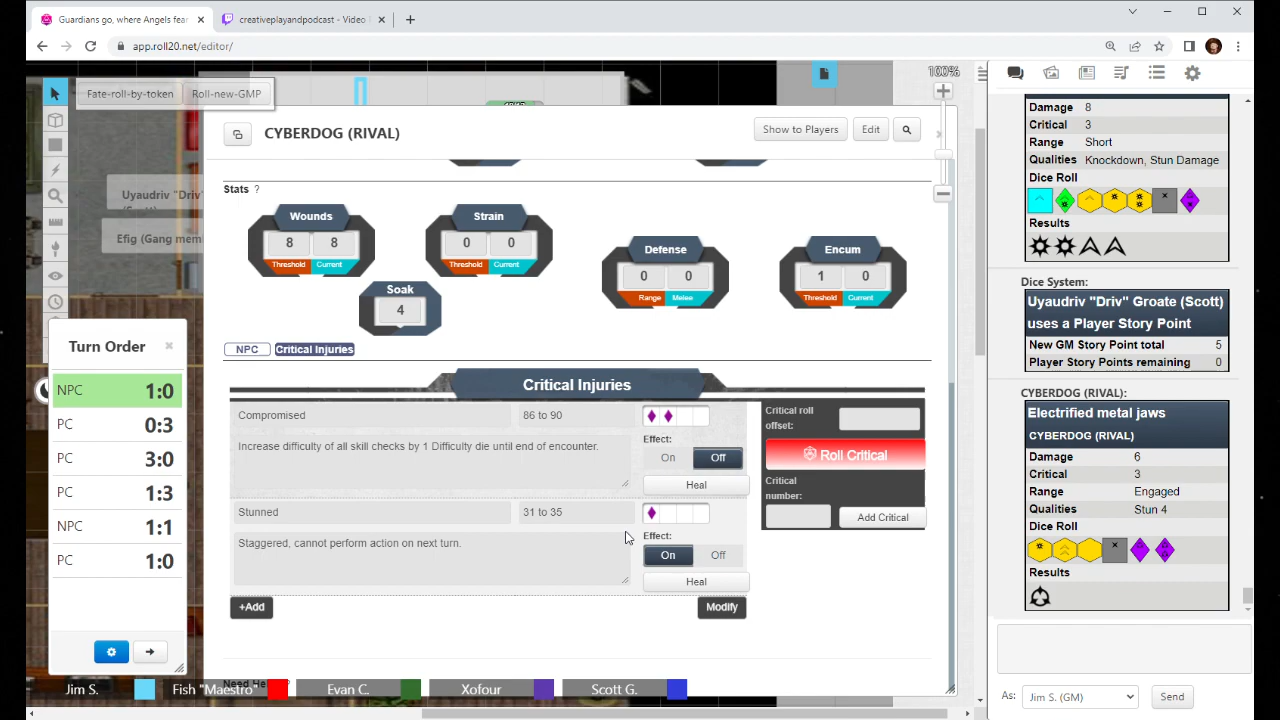 Guardians go, where Angels fear
creativeplayandpodcast - Video
app.roll20.net/editor/
Fate-roll-by-token
Roll-new-GMP
100%
Uyaudriv "Driv"
Efig (Gang mem
CYBERDOG (RIVAL)
Show to Players
Edit
Stats ?
Wounds
8 8
Threshold Current
Strain
0 0
Threshold Current
Defense
0 0
Range Melee
Encum
1 0
Threshold Current
Soak
4
NPC
Critical Injuries
Critical Injuries
Compromised
86 to 90
Increase difficulty of all skill checks by 1 Difficulty die until end of encounter.
Effect:
On Off
Heal
Stunned
31 to 35
Staggered, cannot perform action on next turn.
Effect:
On Off
Heal
+Add
Modify
Critical roll
offset:
Roll Critical
Critical
number:
Add Critical
Turn Order
NPC 1:0
PC 0:3
PC 3:0
PC 1:3
NPC 1:1
PC 1:0
Jim S.
Fish "Maestro"
Evan C.
Xofour
Scott G.
Damage 8
Critical 3
Range Short
Qualities Knockdown, Stun Damage
Dice Roll
Results
Dice System:
Uyaudriv "Driv" Groate (Scott)
uses a Player Story Point
New GM Story Point total 5
Player Story Points remaining 0
CYBERDOG (RIVAL):
Electrified metal jaws
CYBERDOG (RIVAL)
Damage 6
Critical 3
Range Engaged
Qualities Stun 4
Dice Roll
Results
As:
Jim S. (GM)
Send